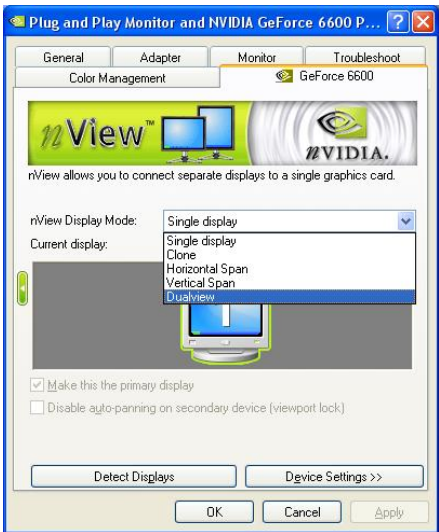 Plug and Play Monitor and NVIDIA GeForce 6600 P...
General Adapter Monitor Troubleshoot
Color Management GeForce 6600
nView™
NVIDIA.
nView allows you to connect separate displays to a single graphics card.
nView Display Mode: Single display
Current display:
Single display
Clone
Horizontal Span
Vertical Span
Dualview
1
Make this the primary display
Disable auto-panning on secondary device (viewport lock)
Detect Displays Device Settings >>
OK Cancel Apply